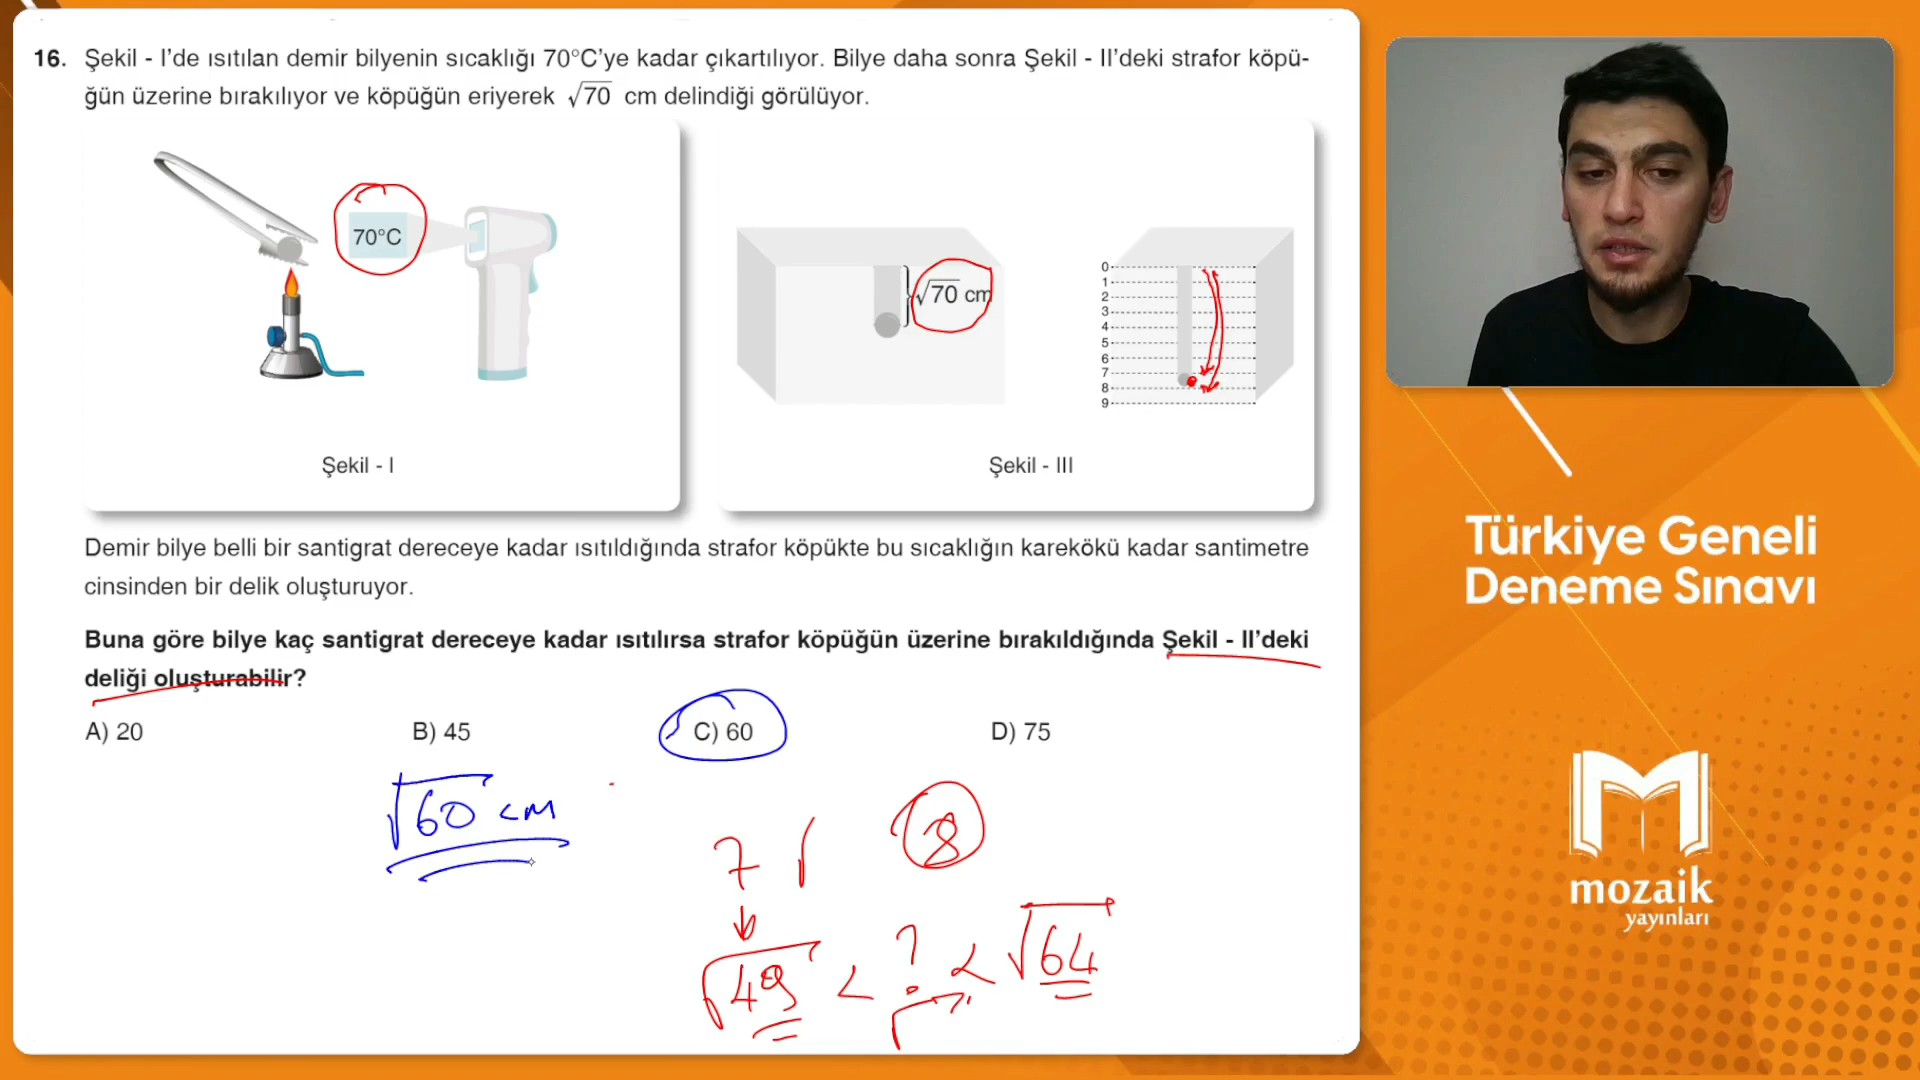 16. Şekil - I’de ısıtılan demir bilyenin sıcaklığı 70°C’ye kadar çıkartılıyor. Bilye daha sonra Şekil - II’deki strafor köpü-
ğün üzerine bırakılıyor ve köpüğün eriyerek √70 cm delindiği görülüyor.
70°C
√70 cm
0
1
2
3
4
5
6
7
8
9
Şekil - I
Şekil - III
Demir bilye belli bir santigrat dereceye kadar ısıtıldığında strafor köpükte bu sıcaklığın karekökü kadar santimetre
cinsinden bir delik oluşturuyor.
Buna göre bilye kaç santigrat dereceye kadar ısıtılırsa strafor köpüğün üzerine bırakıldığında Şekil - II’deki
deliği oluşturabilir?
A) 20 B) 45 C) 60 D) 75
√60 cm
7 √ 8
√49 < ? < √64
Türkiye Geneli
Deneme Sınavı
mozaik
yayınları